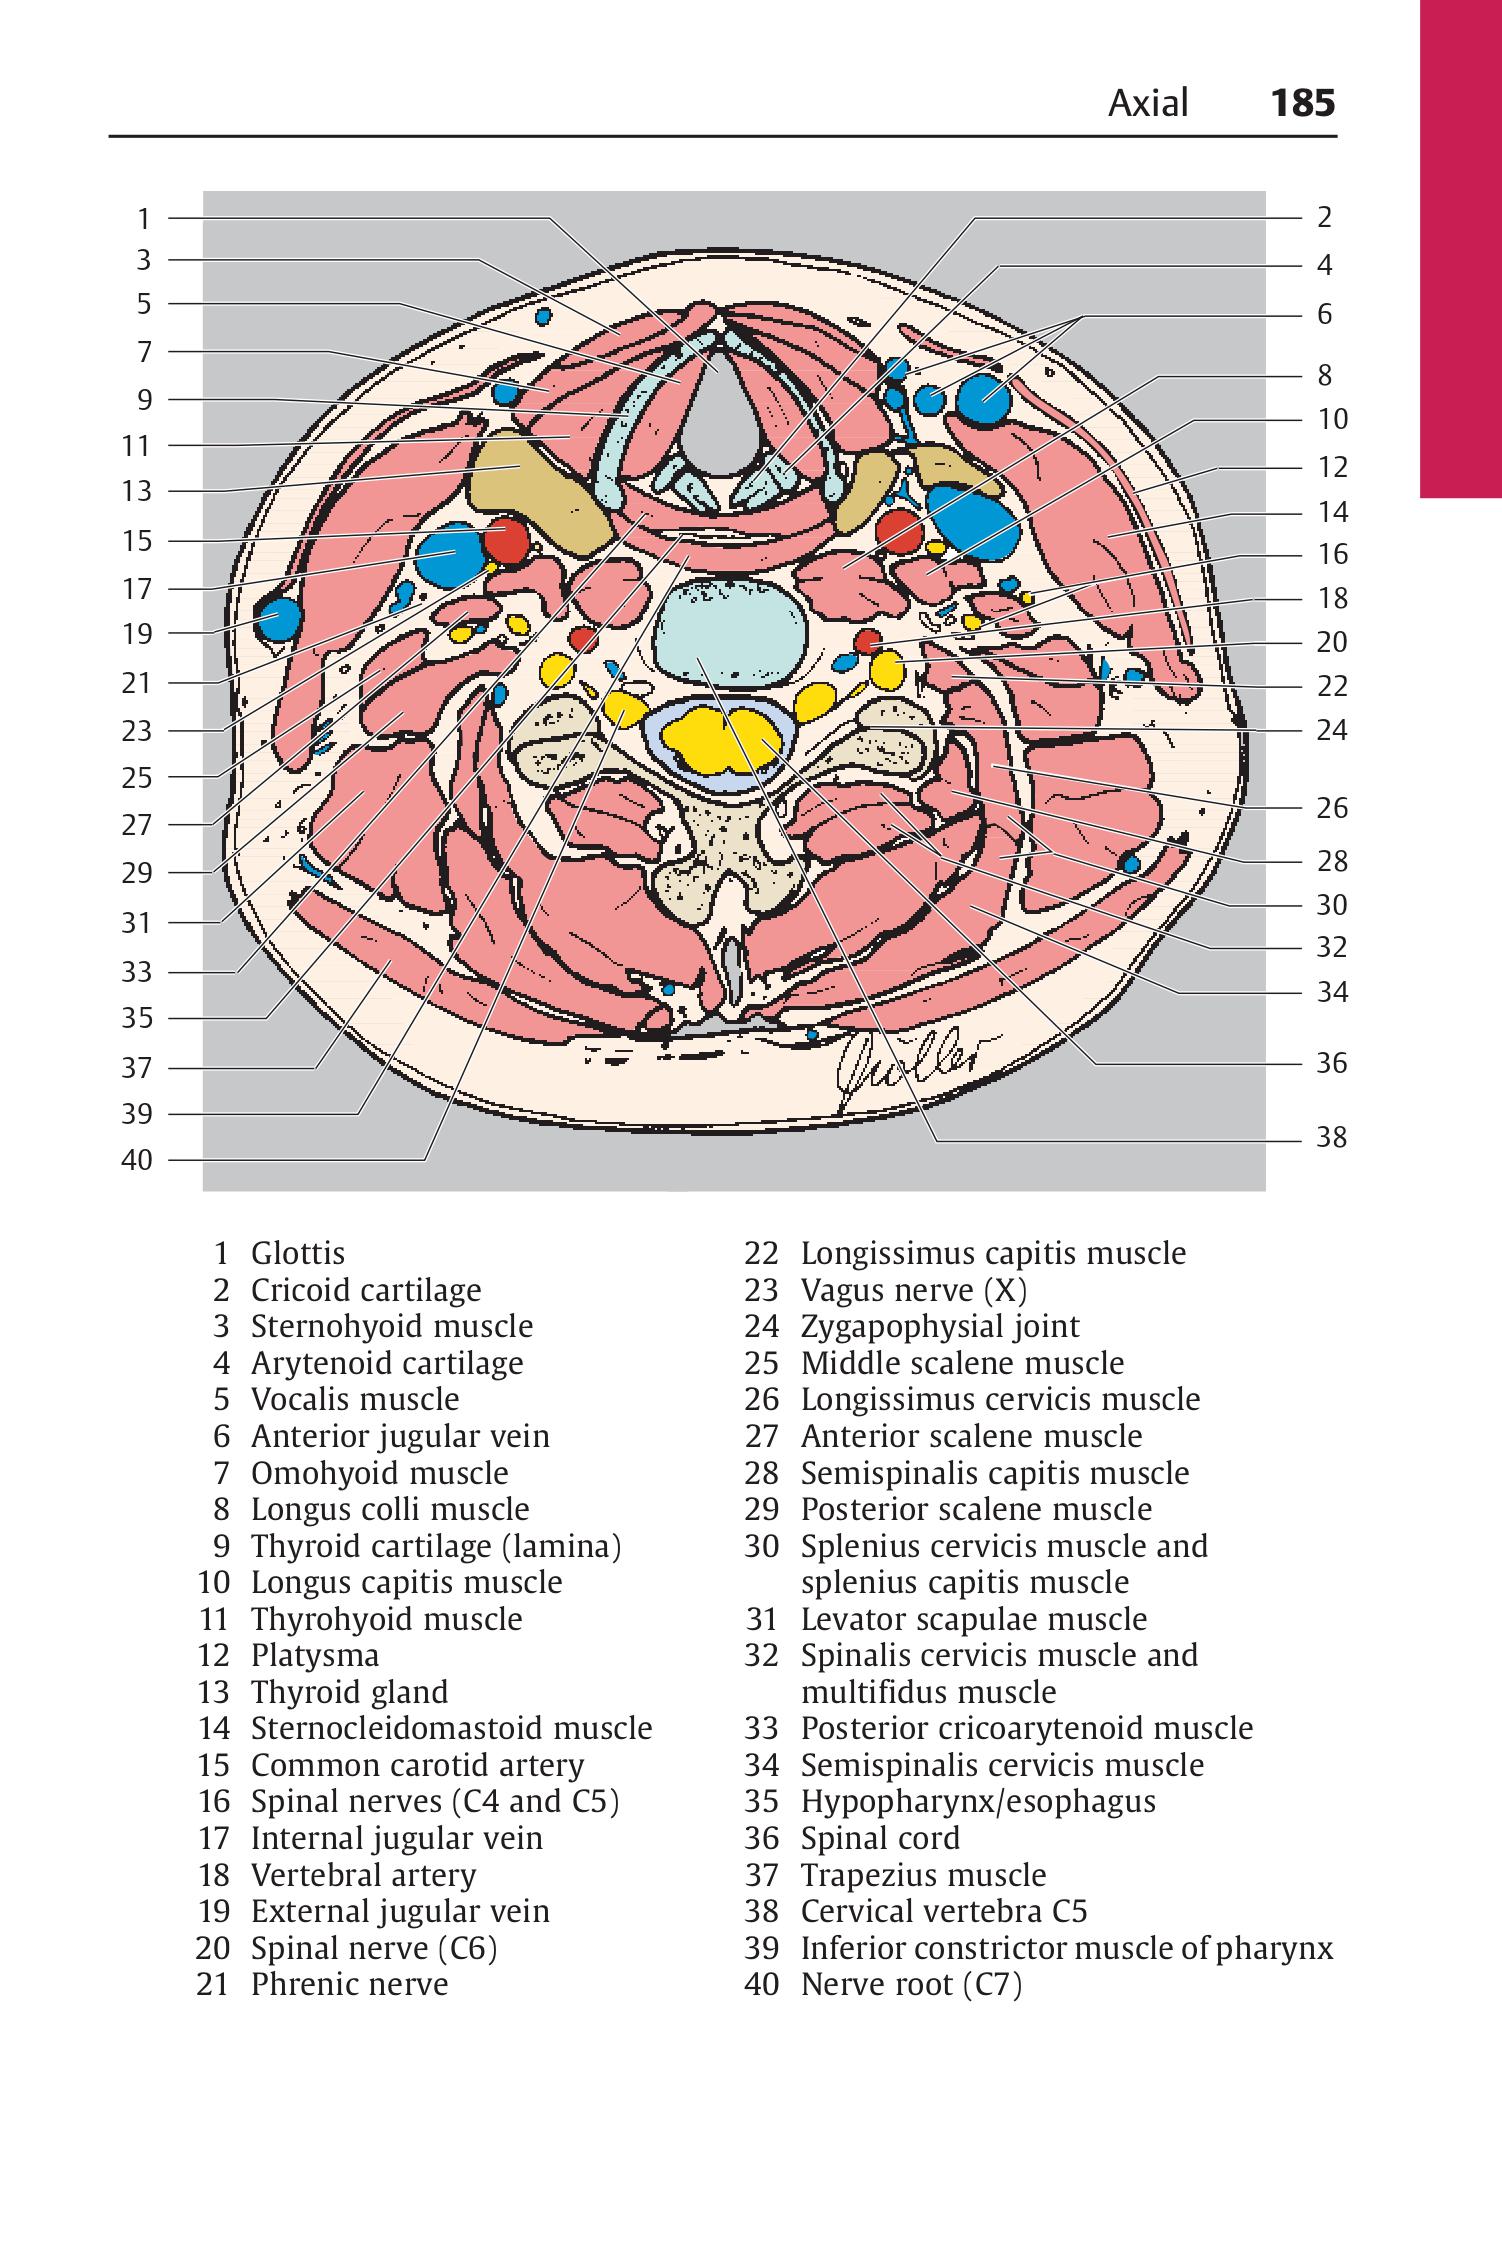 Axial 185
1
3
5
7
9
11
13
15
17
19
21
23
25
27
29
31
33
35
37
39
40
2
4
6
8
10
12
14
16
18
20
22
24
26
28
30
32
34
36
38
1 Glottis
2 Cricoid cartilage
3 Sternohyoid muscle
4 Arytenoid cartilage
5 Vocalis muscle
6 Anterior jugular vein
7 Omohyoid muscle
8 Longus colli muscle
9 Thyroid cartilage (lamina)
10 Longus capitis muscle
11 Thyrohyoid muscle
12 Platysma
13 Thyroid gland
14 Sternocleidomastoid muscle
15 Common carotid artery
16 Spinal nerves (C4 and C5)
17 Internal jugular vein
18 Vertebral artery
19 External jugular vein
20 Spinal nerve (C6)
21 Phrenic nerve
22 Longissimus capitis muscle
23 Vagus nerve (X)
24 Zygapophysial joint
25 Middle scalene muscle
26 Longissimus cervicis muscle
27 Anterior scalene muscle
28 Semispinalis capitis muscle
29 Posterior scalene muscle
30 Splenius cervicis muscle and
splenius capitis muscle
31 Levator scapulae muscle
32 Spinalis cervicis muscle and
multifidus muscle
33 Posterior cricoarytenoid muscle
34 Semispinalis cervicis muscle
35 Hypopharynx/esophagus
36 Spinal cord
37 Trapezius muscle
38 Cervical vertebra C5
39 Inferior constrictor muscle of pharynx
40 Nerve root (C7)